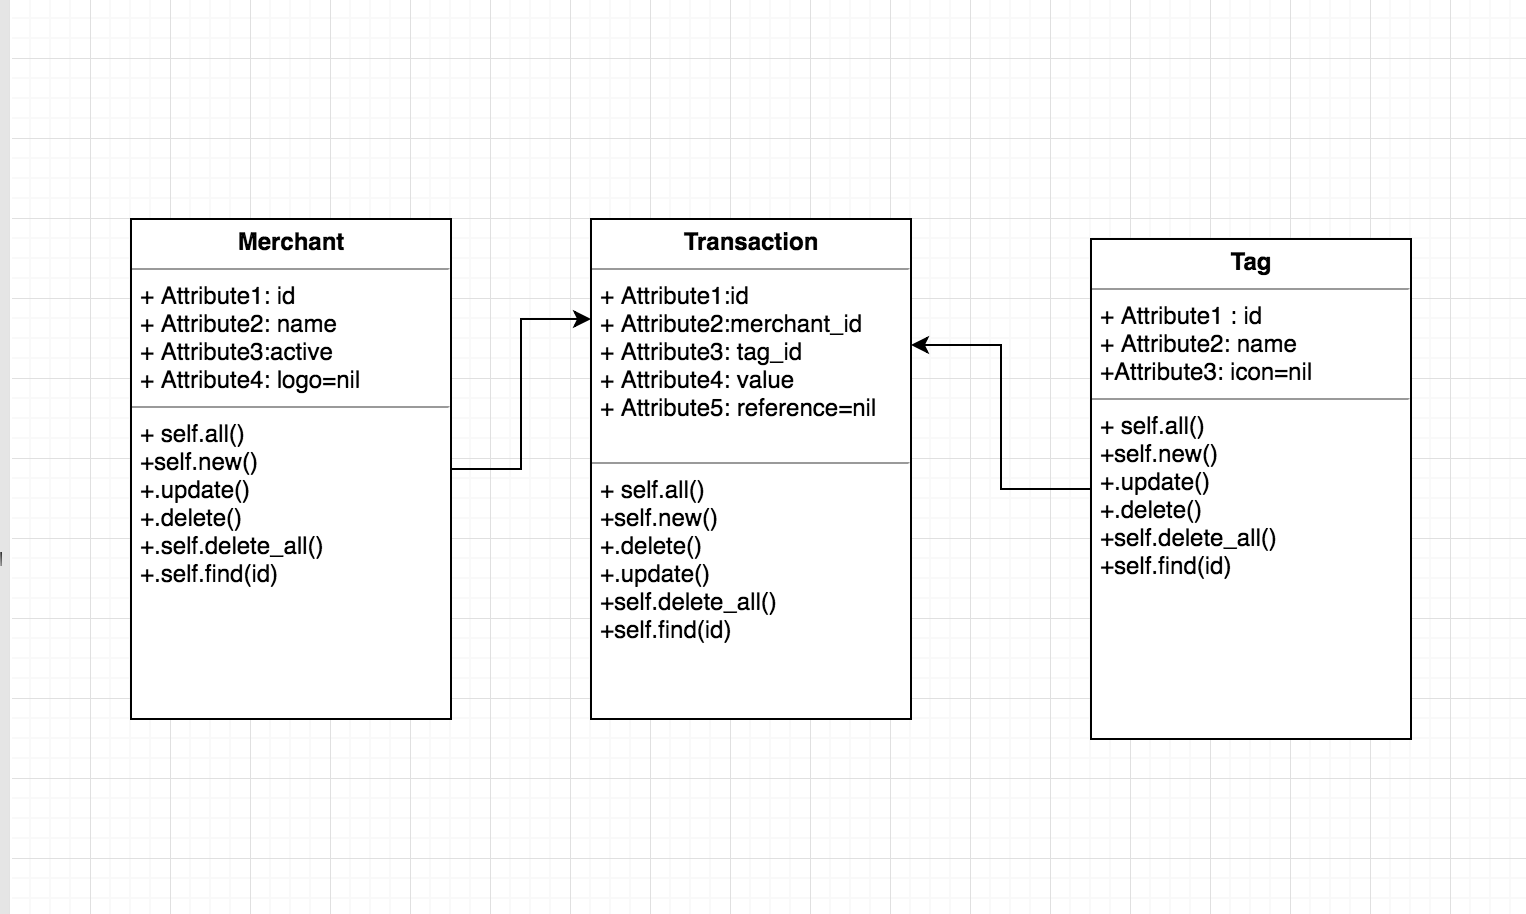 Merchant
+ Attribute1: id
+ Attribute2: name
+ Attribute3:active
+ Attribute4: logo=nil
+ self.all()
+self.new()
+.update()
+.delete()
+.self.delete_all()
+.self.find(id)
Transaction
+ Attribute1:id
+ Attribute2:merchant_id
+ Attribute3: tag_id
+ Attribute4: value
+ Attribute5: reference=nil
+ self.all()
+self.new()
+.delete()
+.update()
+self.delete_all()
+self.find(id)
Tag
+ Attribute1 : id
+ Attribute2: name
+Attribute3: icon=nil
+ self.all()
+self.new()
+.update()
+.delete()
+self.delete_all()
+self.find(id)